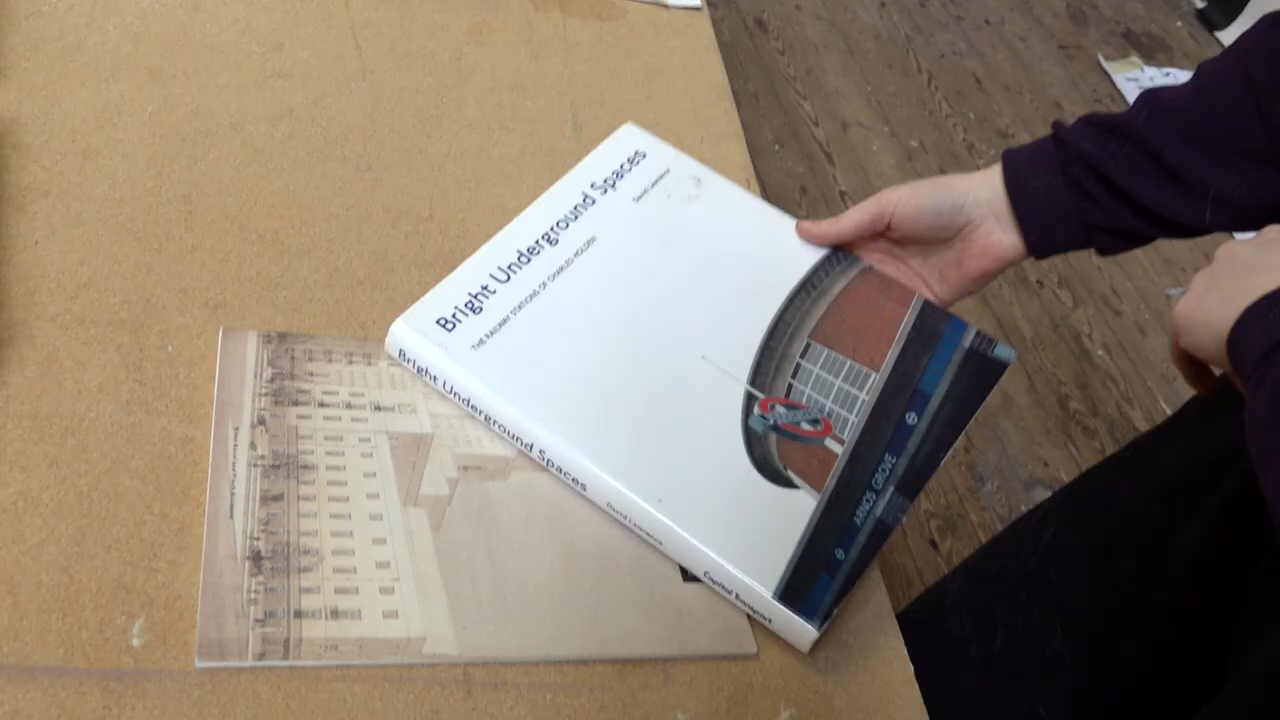 Bright Underground Spaces
THE RAILWAY STATIONS OF CHARLES HOLDEN
David Lawrence
ARNOS GROVE
Bright Underground Spaces
David Lawrence
Capital Transport